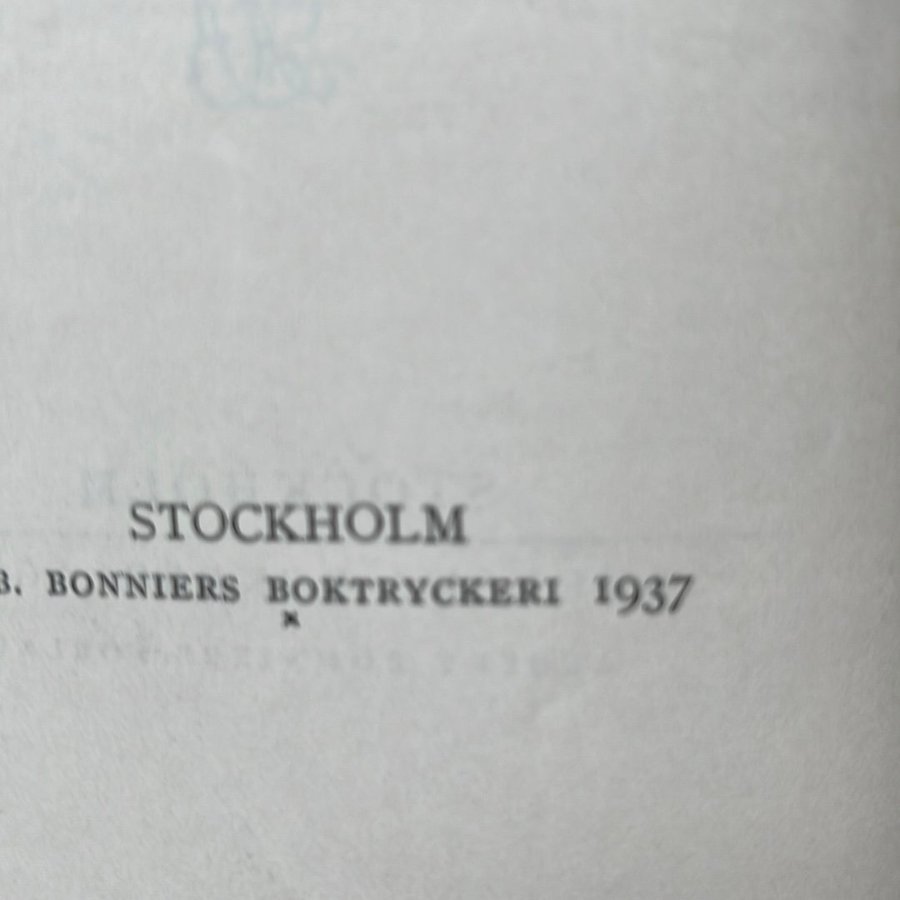 STOCKHOLM
B. BONNIERS BOKTRYCKERI 1937